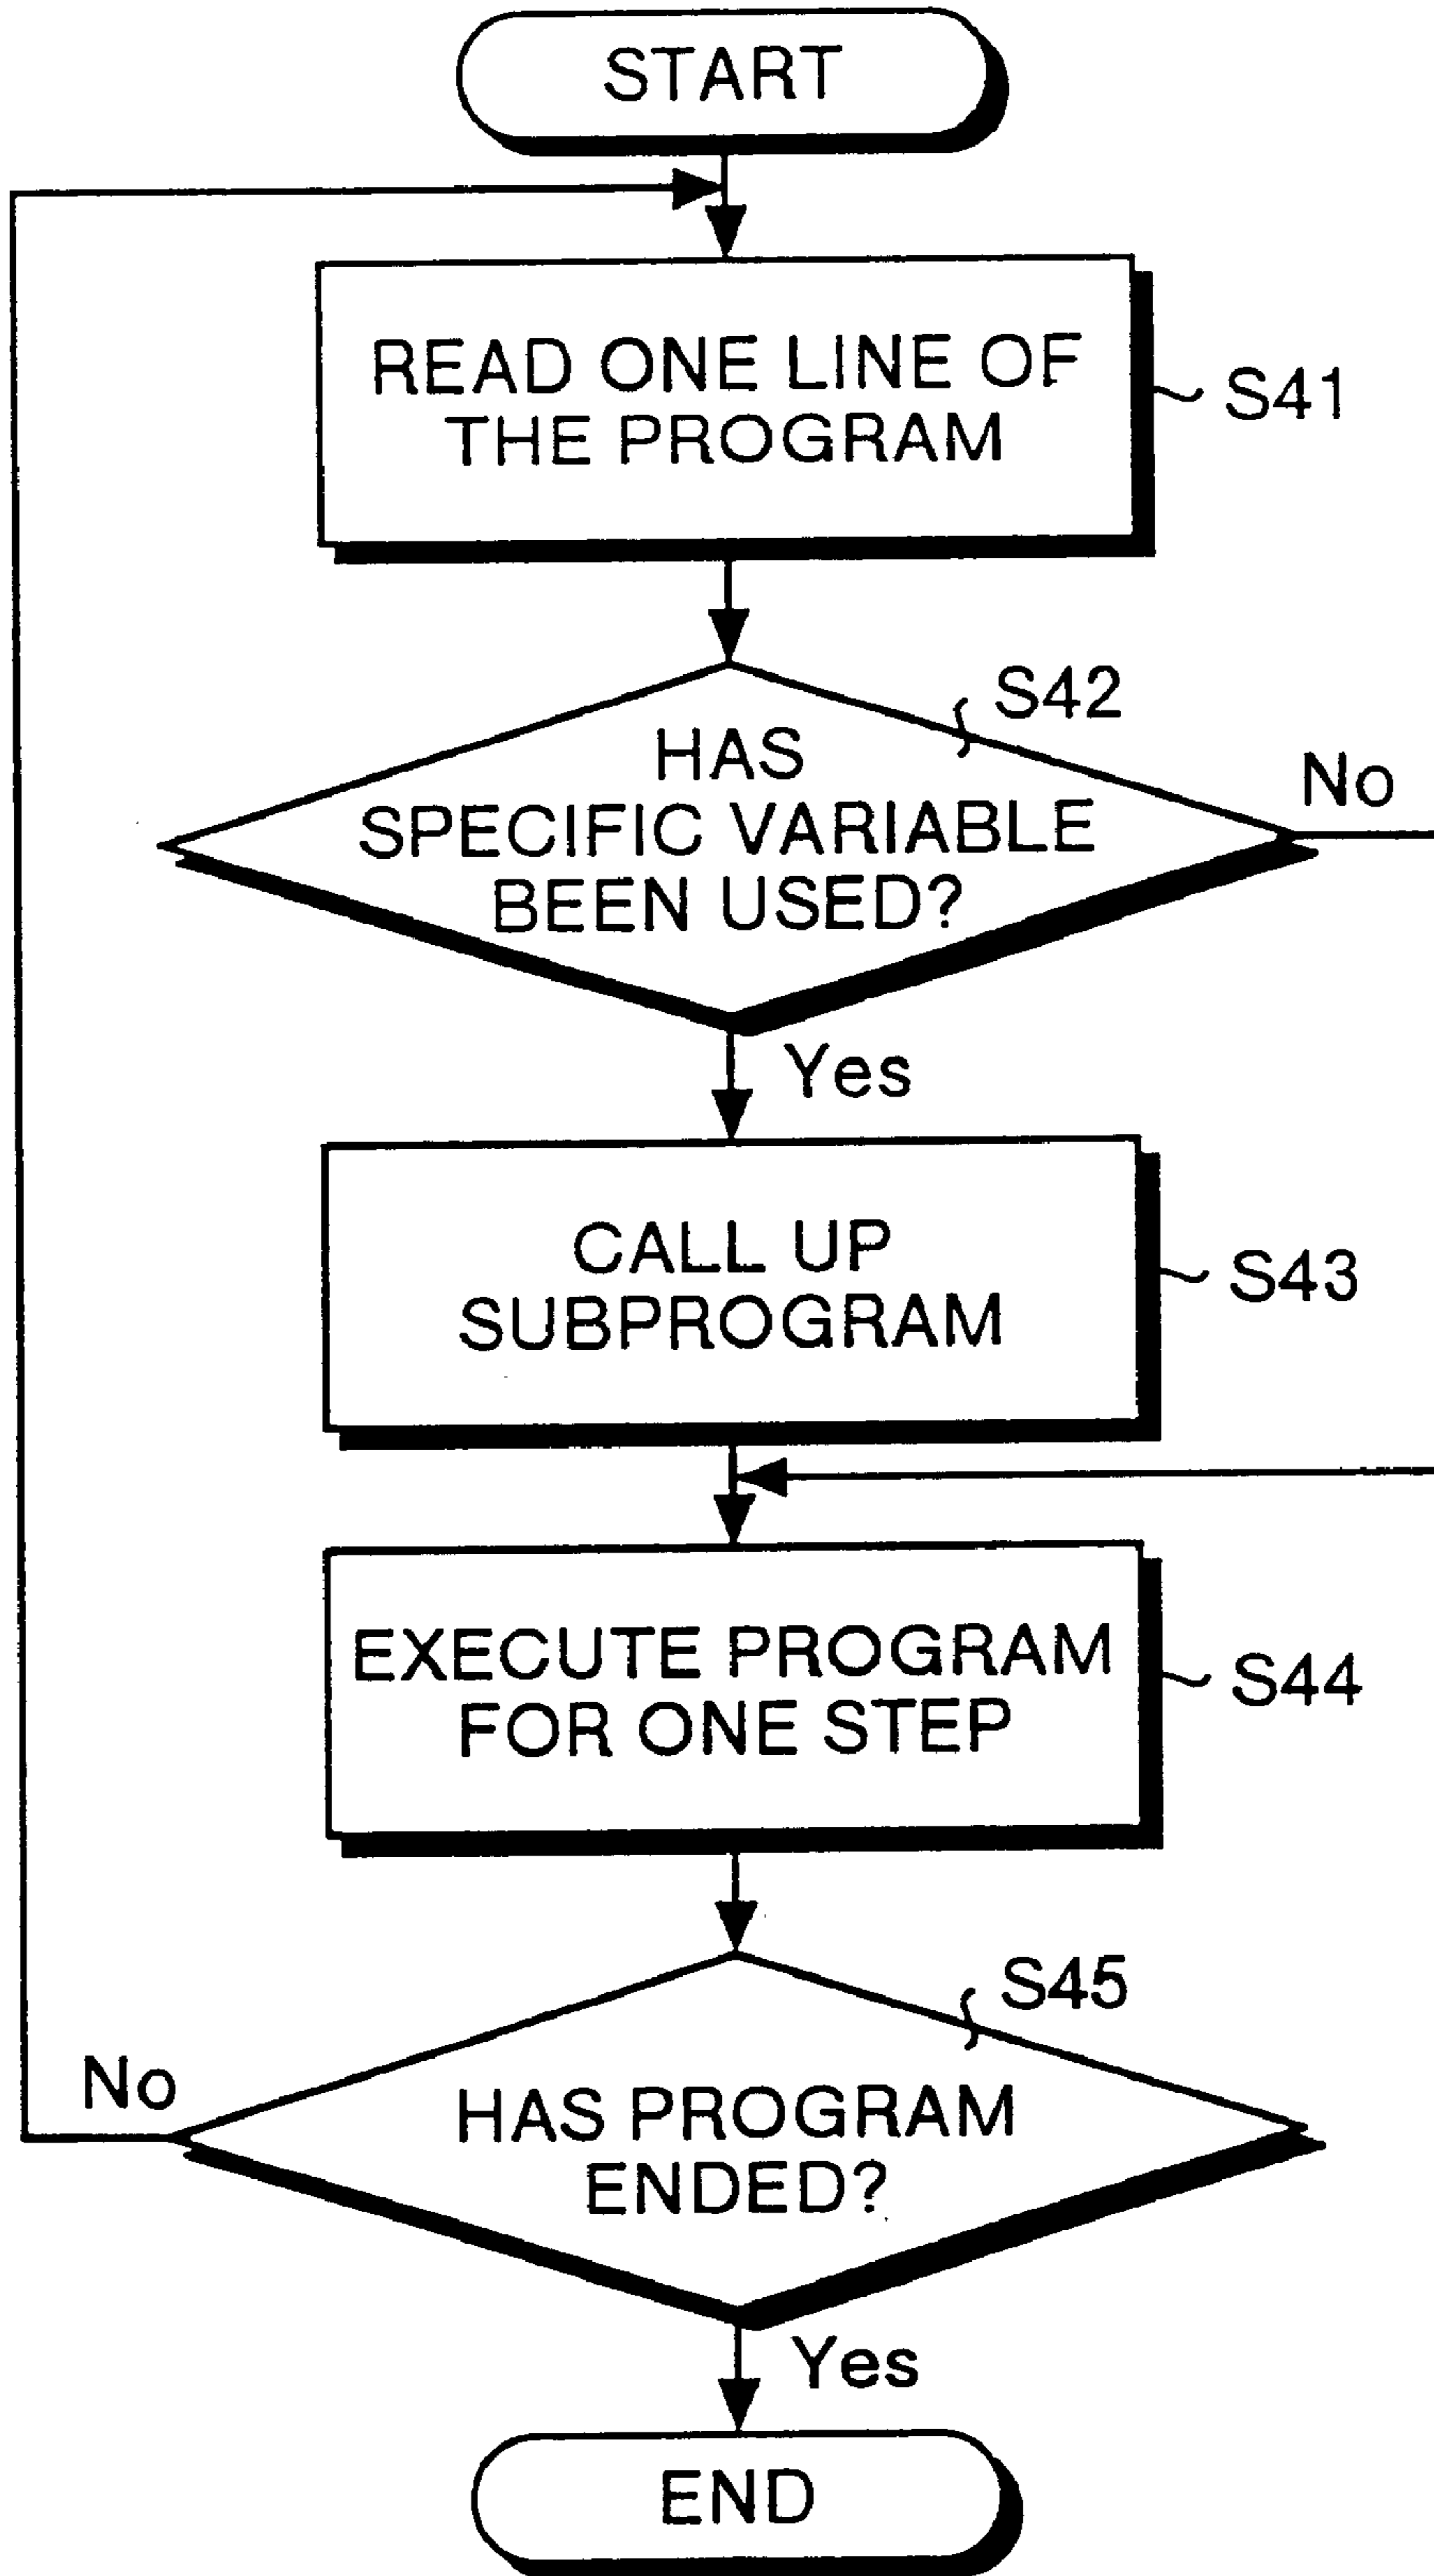 START
READ ONE LINE OF
THE PROGRAM
S41
S42
HAS
SPECIFIC VARIABLE
BEEN USED?
No
Yes
CALL UP
SUBPROGRAM
S43
EXECUTE PROGRAM
FOR ONE STEP
S44
S45
No
HAS PROGRAM
ENDED?
Yes
END